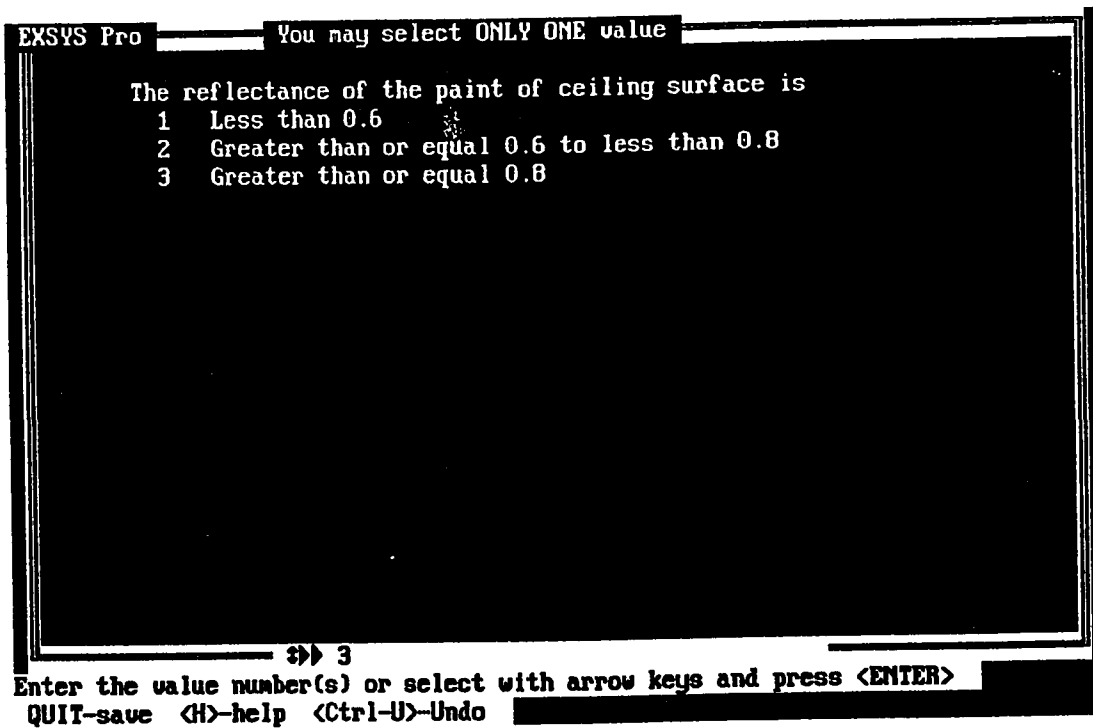 EXSYS Pro You may select ONLY ONE value
The reflectance of the paint of ceiling surface is
1 Less than 0.6
2 Greater than or equal 0.6 to less than 0.8
3 Greater than or equal 0.8
3
Enter the value number(s) or select with arrow keys and press <ENTER>
QUIT-save <H>-help <Ctrl-U>-Undo